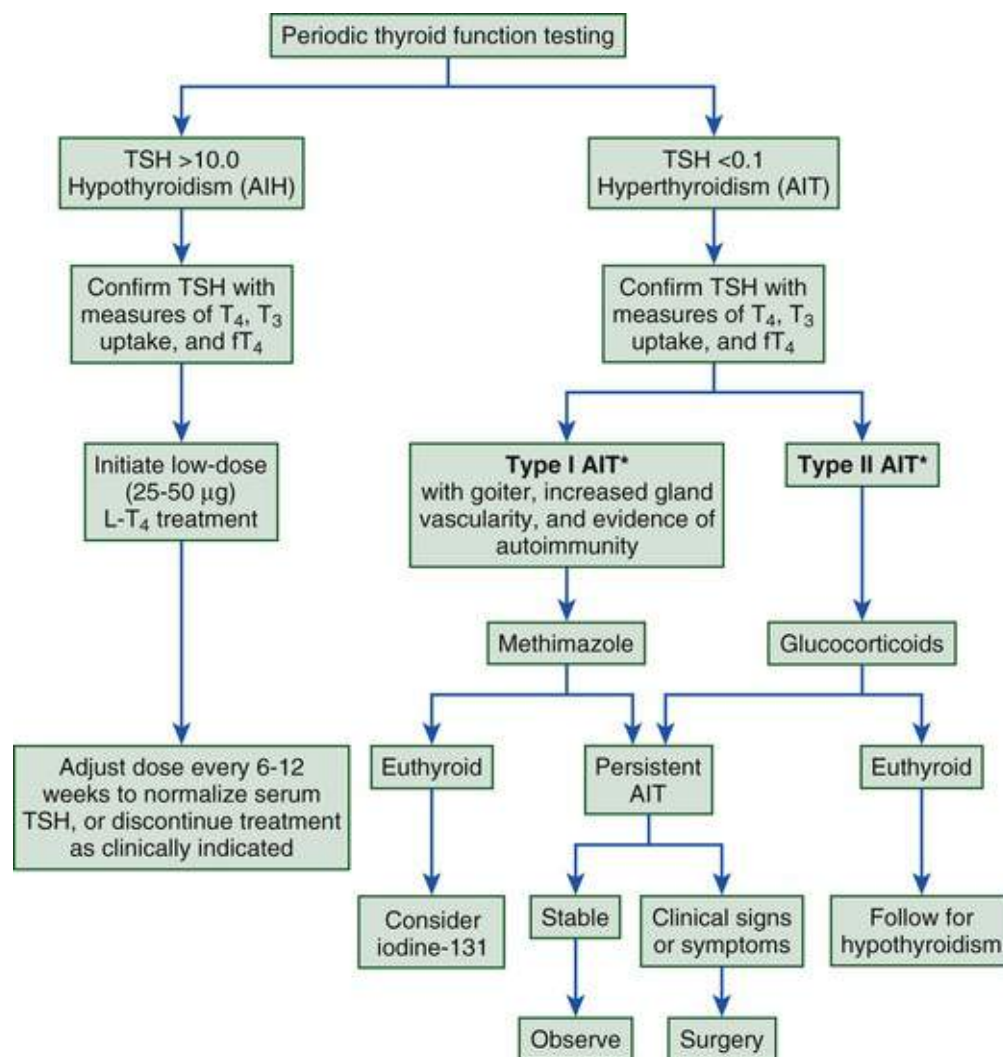 Periodic thyroid function testing
TSH >10.0
Hypothyroidism (AIH)
TSH <0.1
Hyperthyroidism (AIT)
Confirm TSH with
measures of T₄, T₃
uptake, and fT₄
Confirm TSH with
measures of T₄, T₃
uptake, and fT₄
Initiate low-dose
(25-50 μg)
L-T₄ treatment
Type I AIT*
with goiter, increased gland
vascularity, and evidence of
autoimmunity
Type II AIT*
Methimazole
Glucocorticoids
Adjust dose every 6-12
weeks to normalize serum
TSH, or discontinue treatment
as clinically indicated
Euthyroid
Persistent
AIT
Euthyroid
Consider
iodine-131
Stable
Clinical signs
or symptoms
Follow for
hypothyroidism
Observe
Surgery